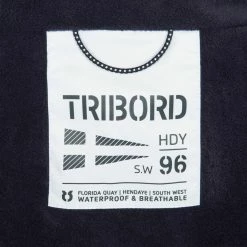 TRIBORD
HDY
S.W 96
FLORIDA QUAY | HENDAYE | SOUTH WEST
WATERPROOF & BREATHABLE